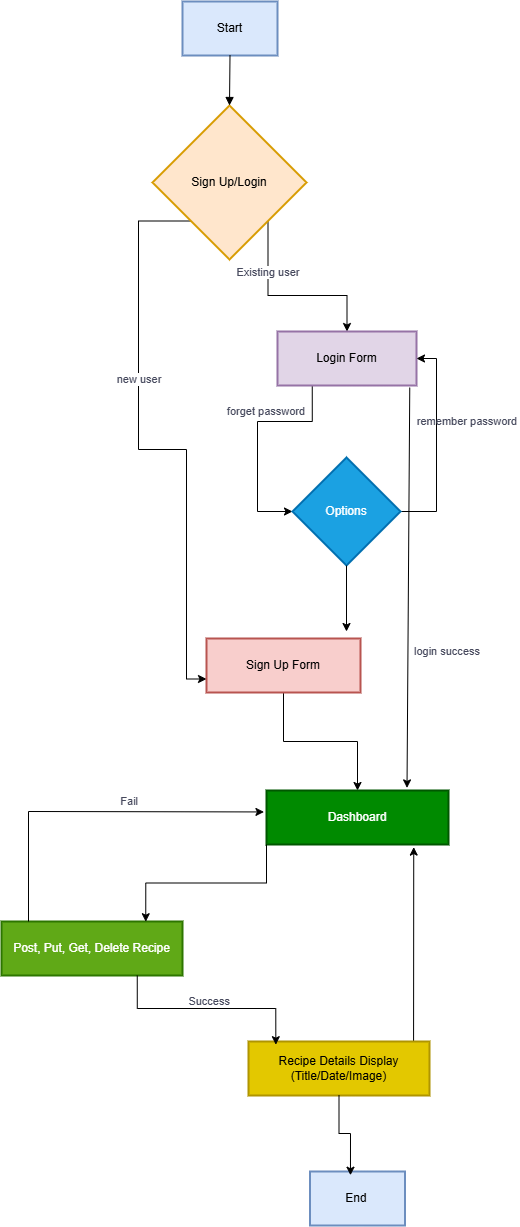 Start
Sign Up/Login
Existing user
Login Form
new user
forget password
remember password
Options
login success
Sign Up Form
Fail
Dashboard
Post, Put, Get, Delete Recipe
Success
Recipe Details Display
(Title/Date/Image)
End